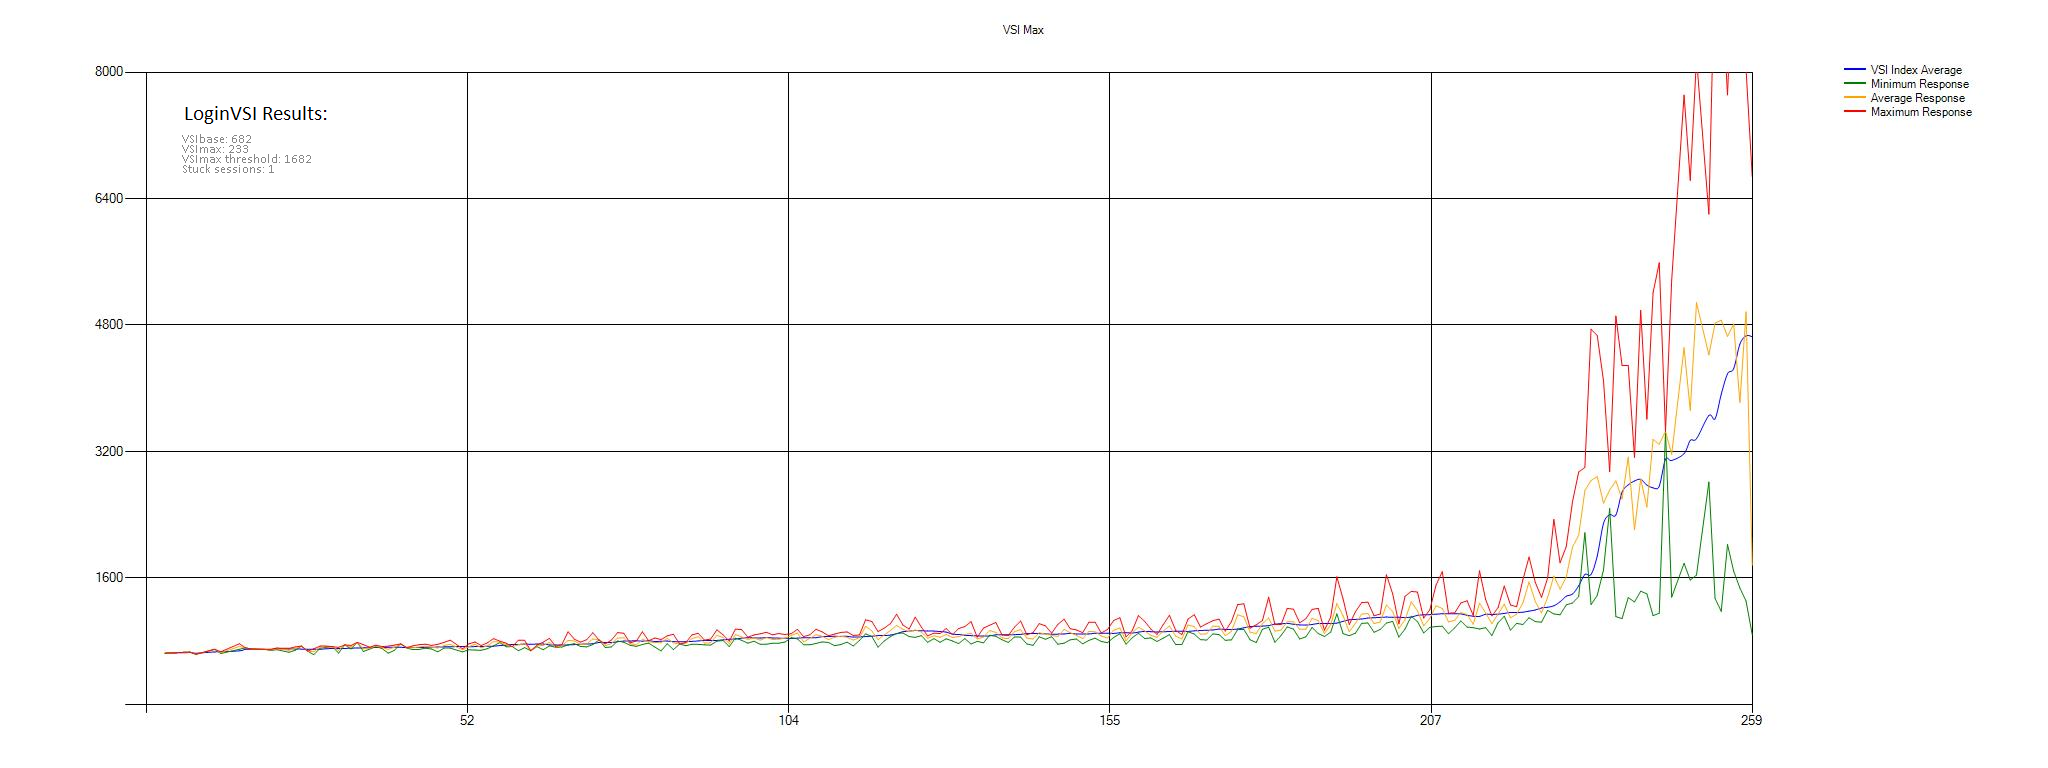 VSI Max
8000
6400
4800
3200
1600
52
104
155
207
259
LoginVSI Results:
VSIbase: 682
VSImax: 233
VSImax threshold: 1682
Stuck sessions: 1
VSI Index Average
Minimum Response
Average Response
Maximum Response